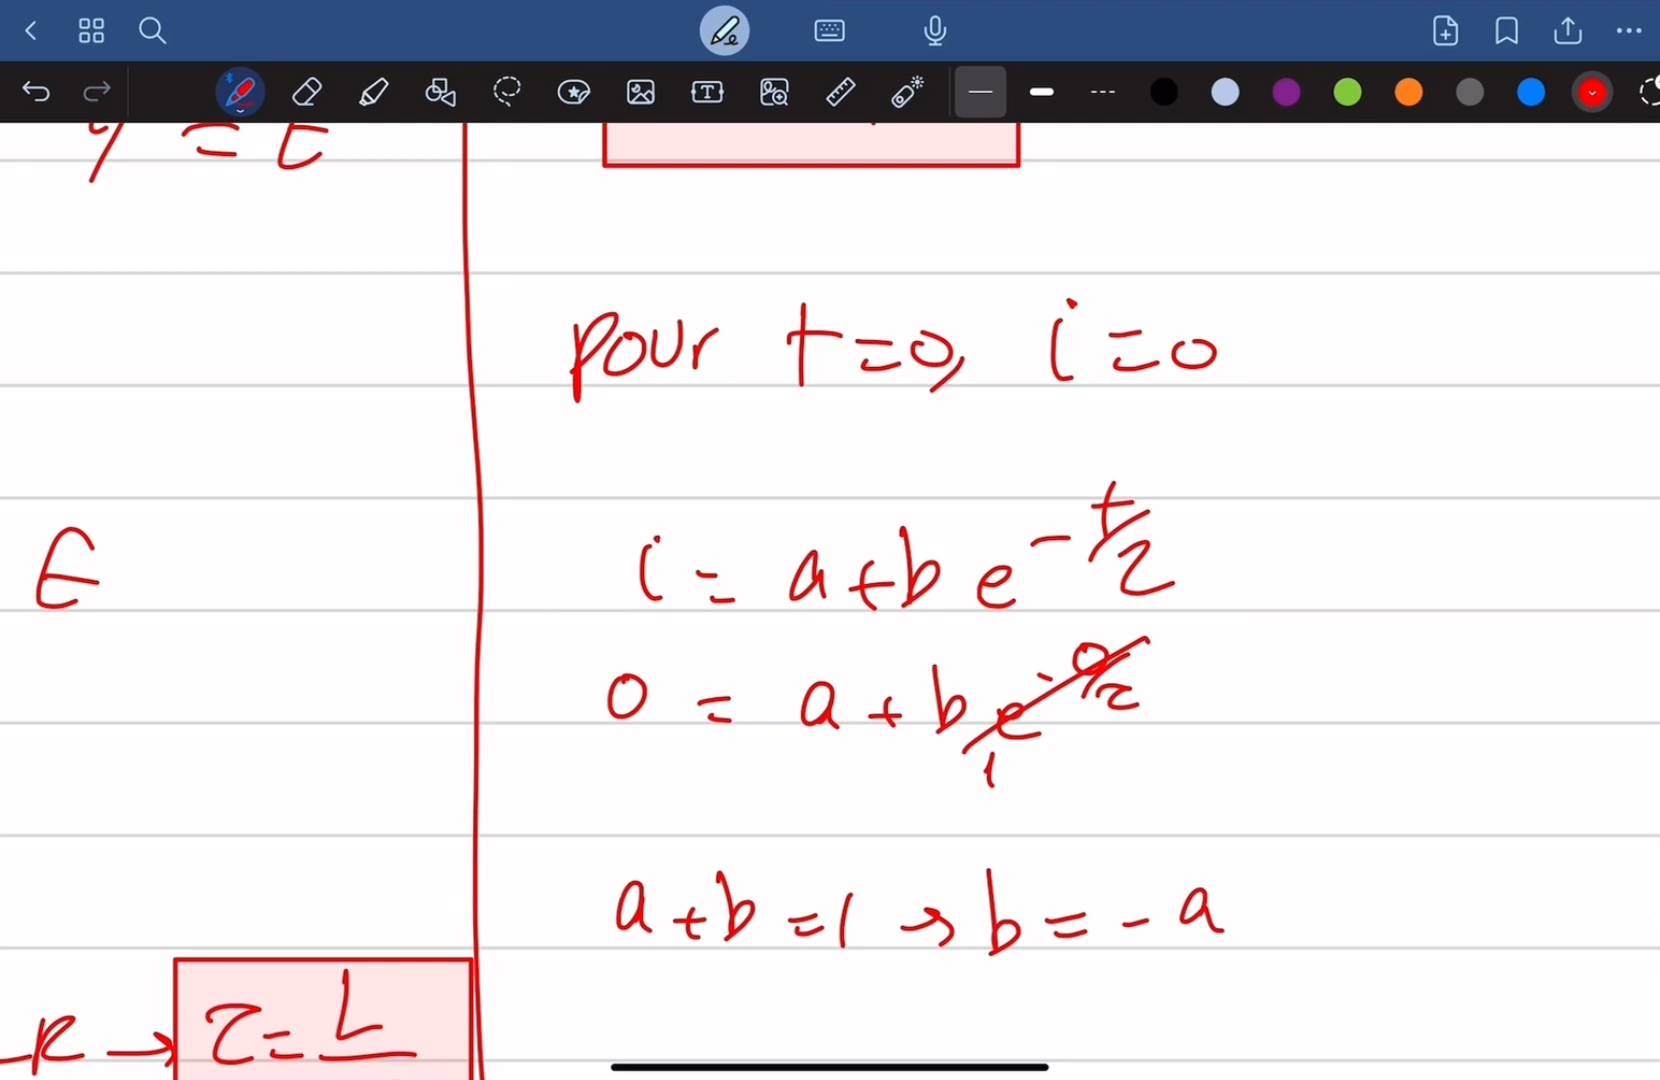 y = E
E
R → τ = L
pour t=0, i=0
i = a+b e^-t/τ
0 = a + b e^-0/τ
1
a+b =1 → b = - a